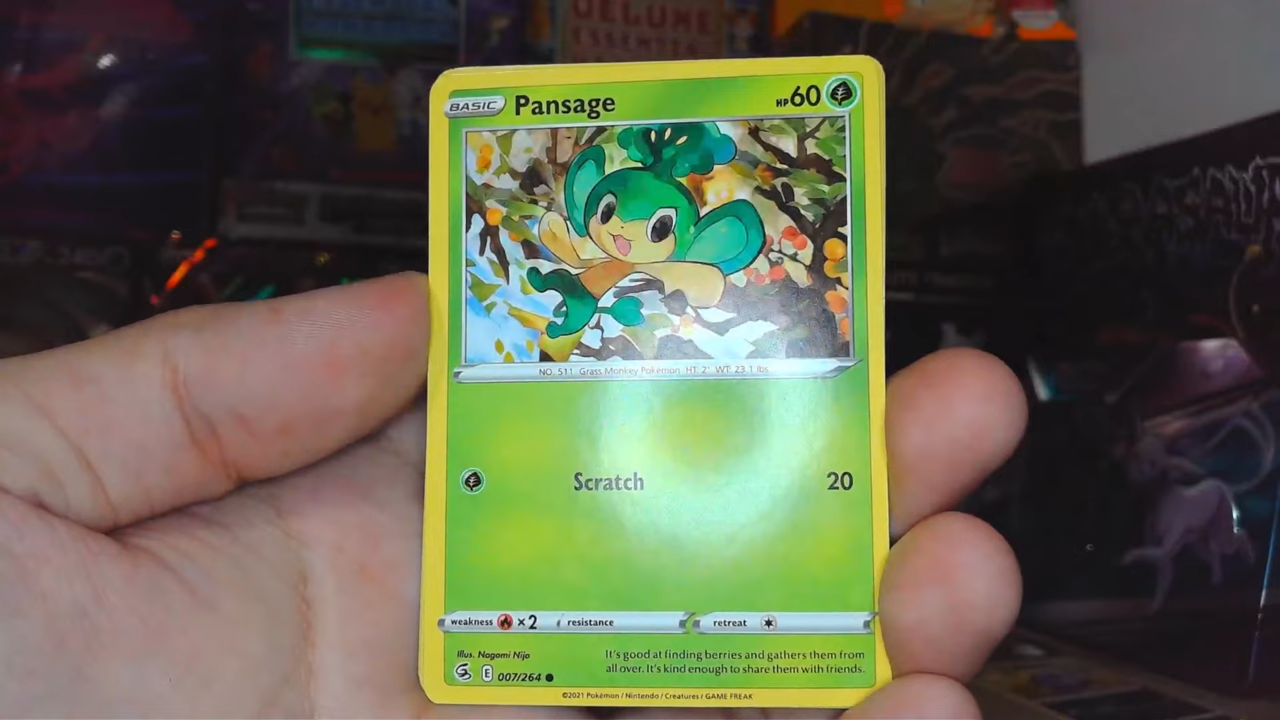 DELUXE
ESSENTIA
BASIC Pansage HP60
NO. 511 Grass Monkey Pokémon HT: 2' WT: 23.1 lbs.
Scratch 20
weakness ×2 resistance retreat
Illus. Nagomi Nijo
It's good at finding berries and gathers them from
all over. It's kind enough to share them with friends.
E 007/264 ●
©2021 Pokémon / Nintendo / Creatures / GAME FREAK